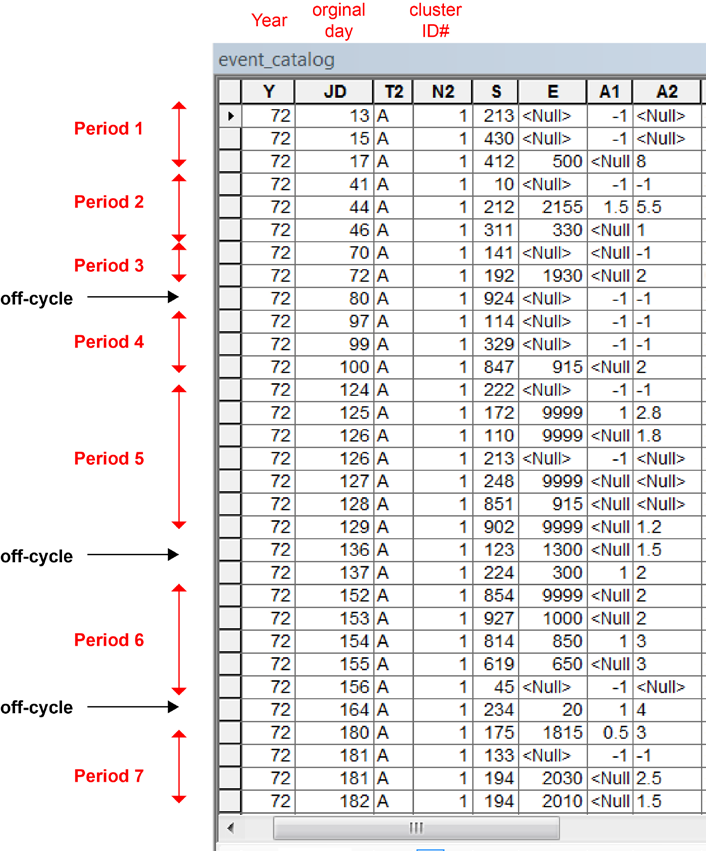 Year orginal day cluster ID#
event_catalog
Y JD T2 N2 S E A1 A2
Period 1
72 13 A 1 213 <Null> -1 <Null>
72 15 A 1 430 <Null> -1 <Null>
72 17 A 1 412 500 <Null 8
Period 2
72 41 A 1 10 <Null> -1 -1
72 44 A 1 212 2155 1.5 5.5
72 46 A 1 311 330 <Null 1
Period 3
72 70 A 1 141 <Null> <Null -1
72 72 A 1 192 1930 <Null 2
off-cycle
72 80 A 1 924 <Null> -1 -1
Period 4
72 97 A 1 114 <Null> -1 -1
72 99 A 1 329 <Null> -1 -1
72 100 A 1 847 915 <Null 2
Period 5
72 124 A 1 222 <Null> -1 -1
72 125 A 1 172 9999 1 2.8
72 126 A 1 110 9999 <Null 1.8
72 126 A 1 213 <Null> -1 <Null>
72 127 A 1 248 9999 <Null <Null>
72 128 A 1 851 915 <Null <Null>
72 129 A 1 902 9999 <Null 1.2
off-cycle
72 136 A 1 123 1300 <Null 1.5
72 137 A 1 224 300 1 2
Period 6
72 152 A 1 854 9999 <Null 2
72 153 A 1 927 1000 <Null 2
72 154 A 1 814 850 1 3
72 155 A 1 619 650 <Null 3
72 156 A 1 45 <Null> -1 <Null>
off-cycle
72 164 A 1 234 20 1 4
Period 7
72 180 A 1 175 1815 0.5 3
72 181 A 1 133 <Null> -1 -1
72 181 A 1 194 2030 <Null 2.5
72 182 A 1 194 2010 <Null 1.5